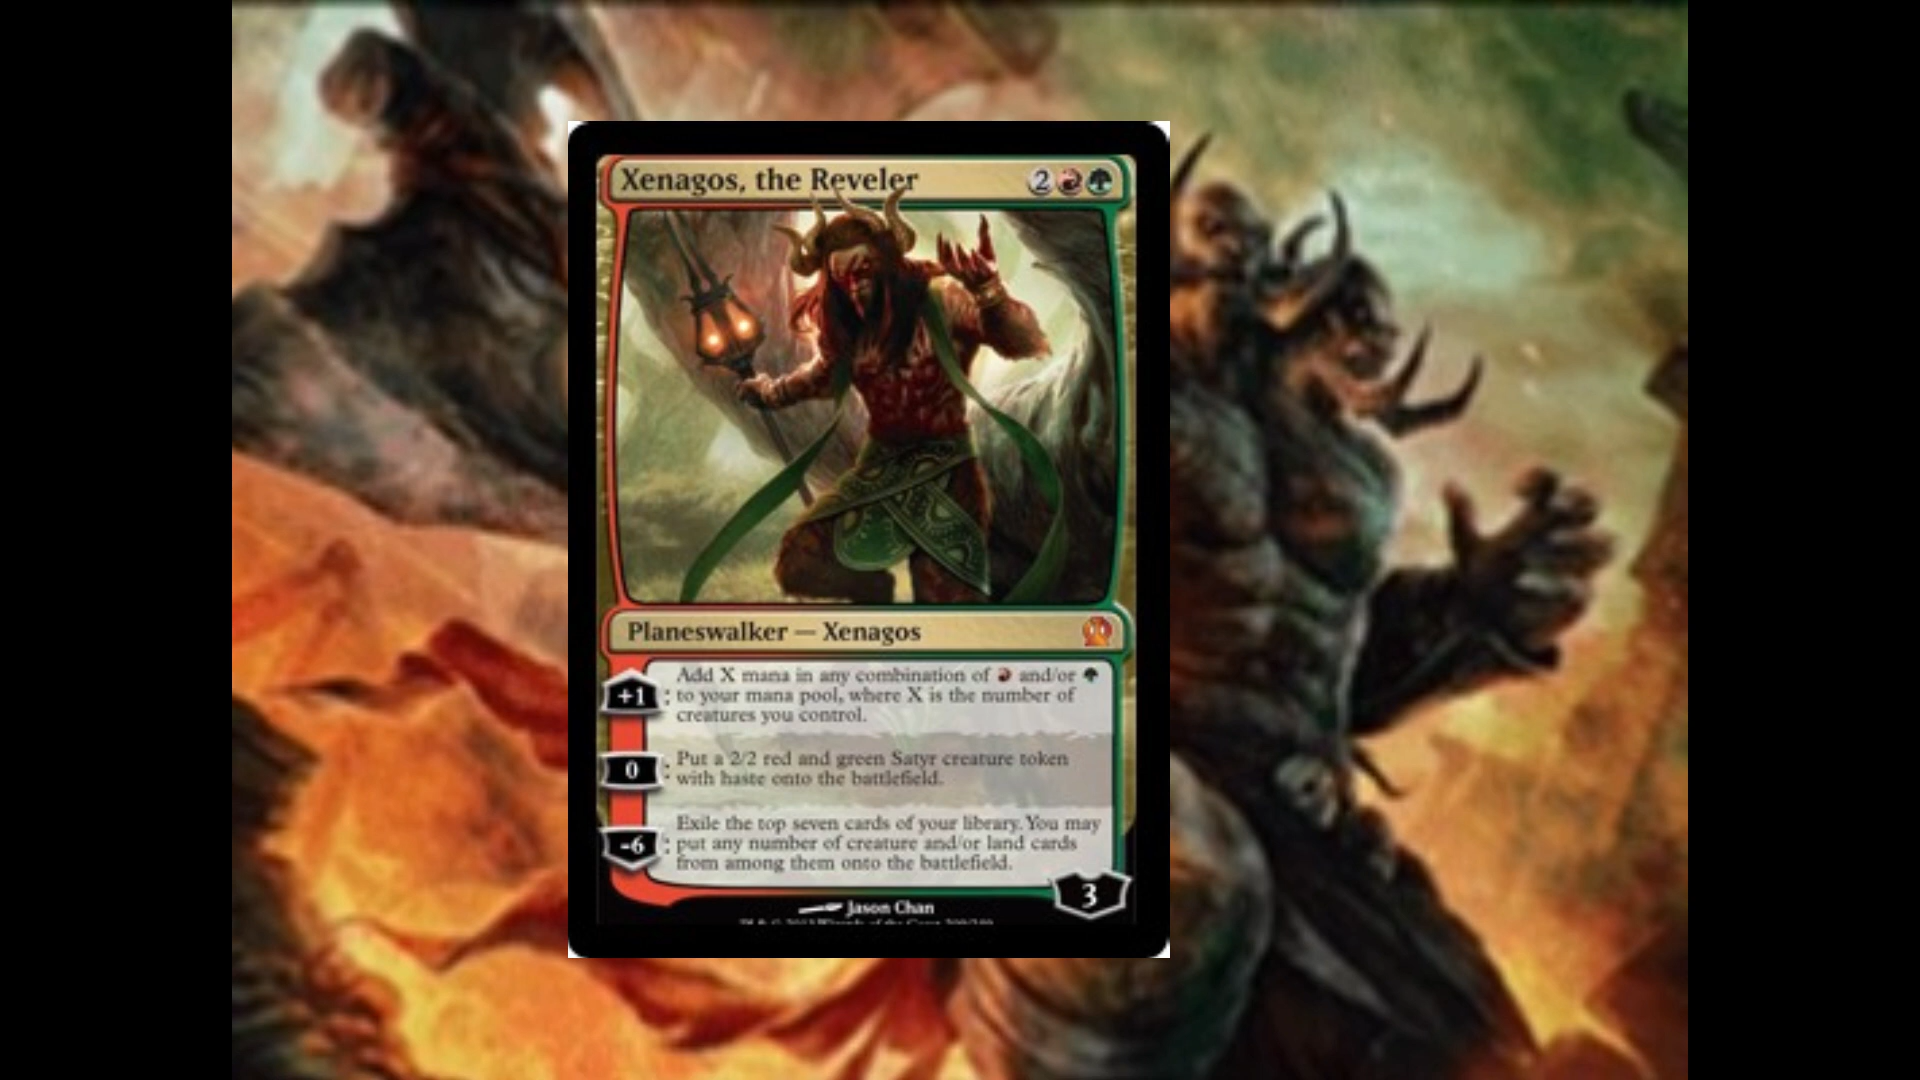 Xenagos, the Reveler 2
Planeswalker — Xenagos
Add X mana in any combination of and/or
+1 : to your mana pool, where X is the number of
creatures you control.
Put a 2/2 red and green Satyr creature token
0 : with haste onto the battlefield.
Exile the top seven cards of your library. You may
-6 : put any number of creature and/or land cards
from among them onto the battlefield.
3
Jason Chan